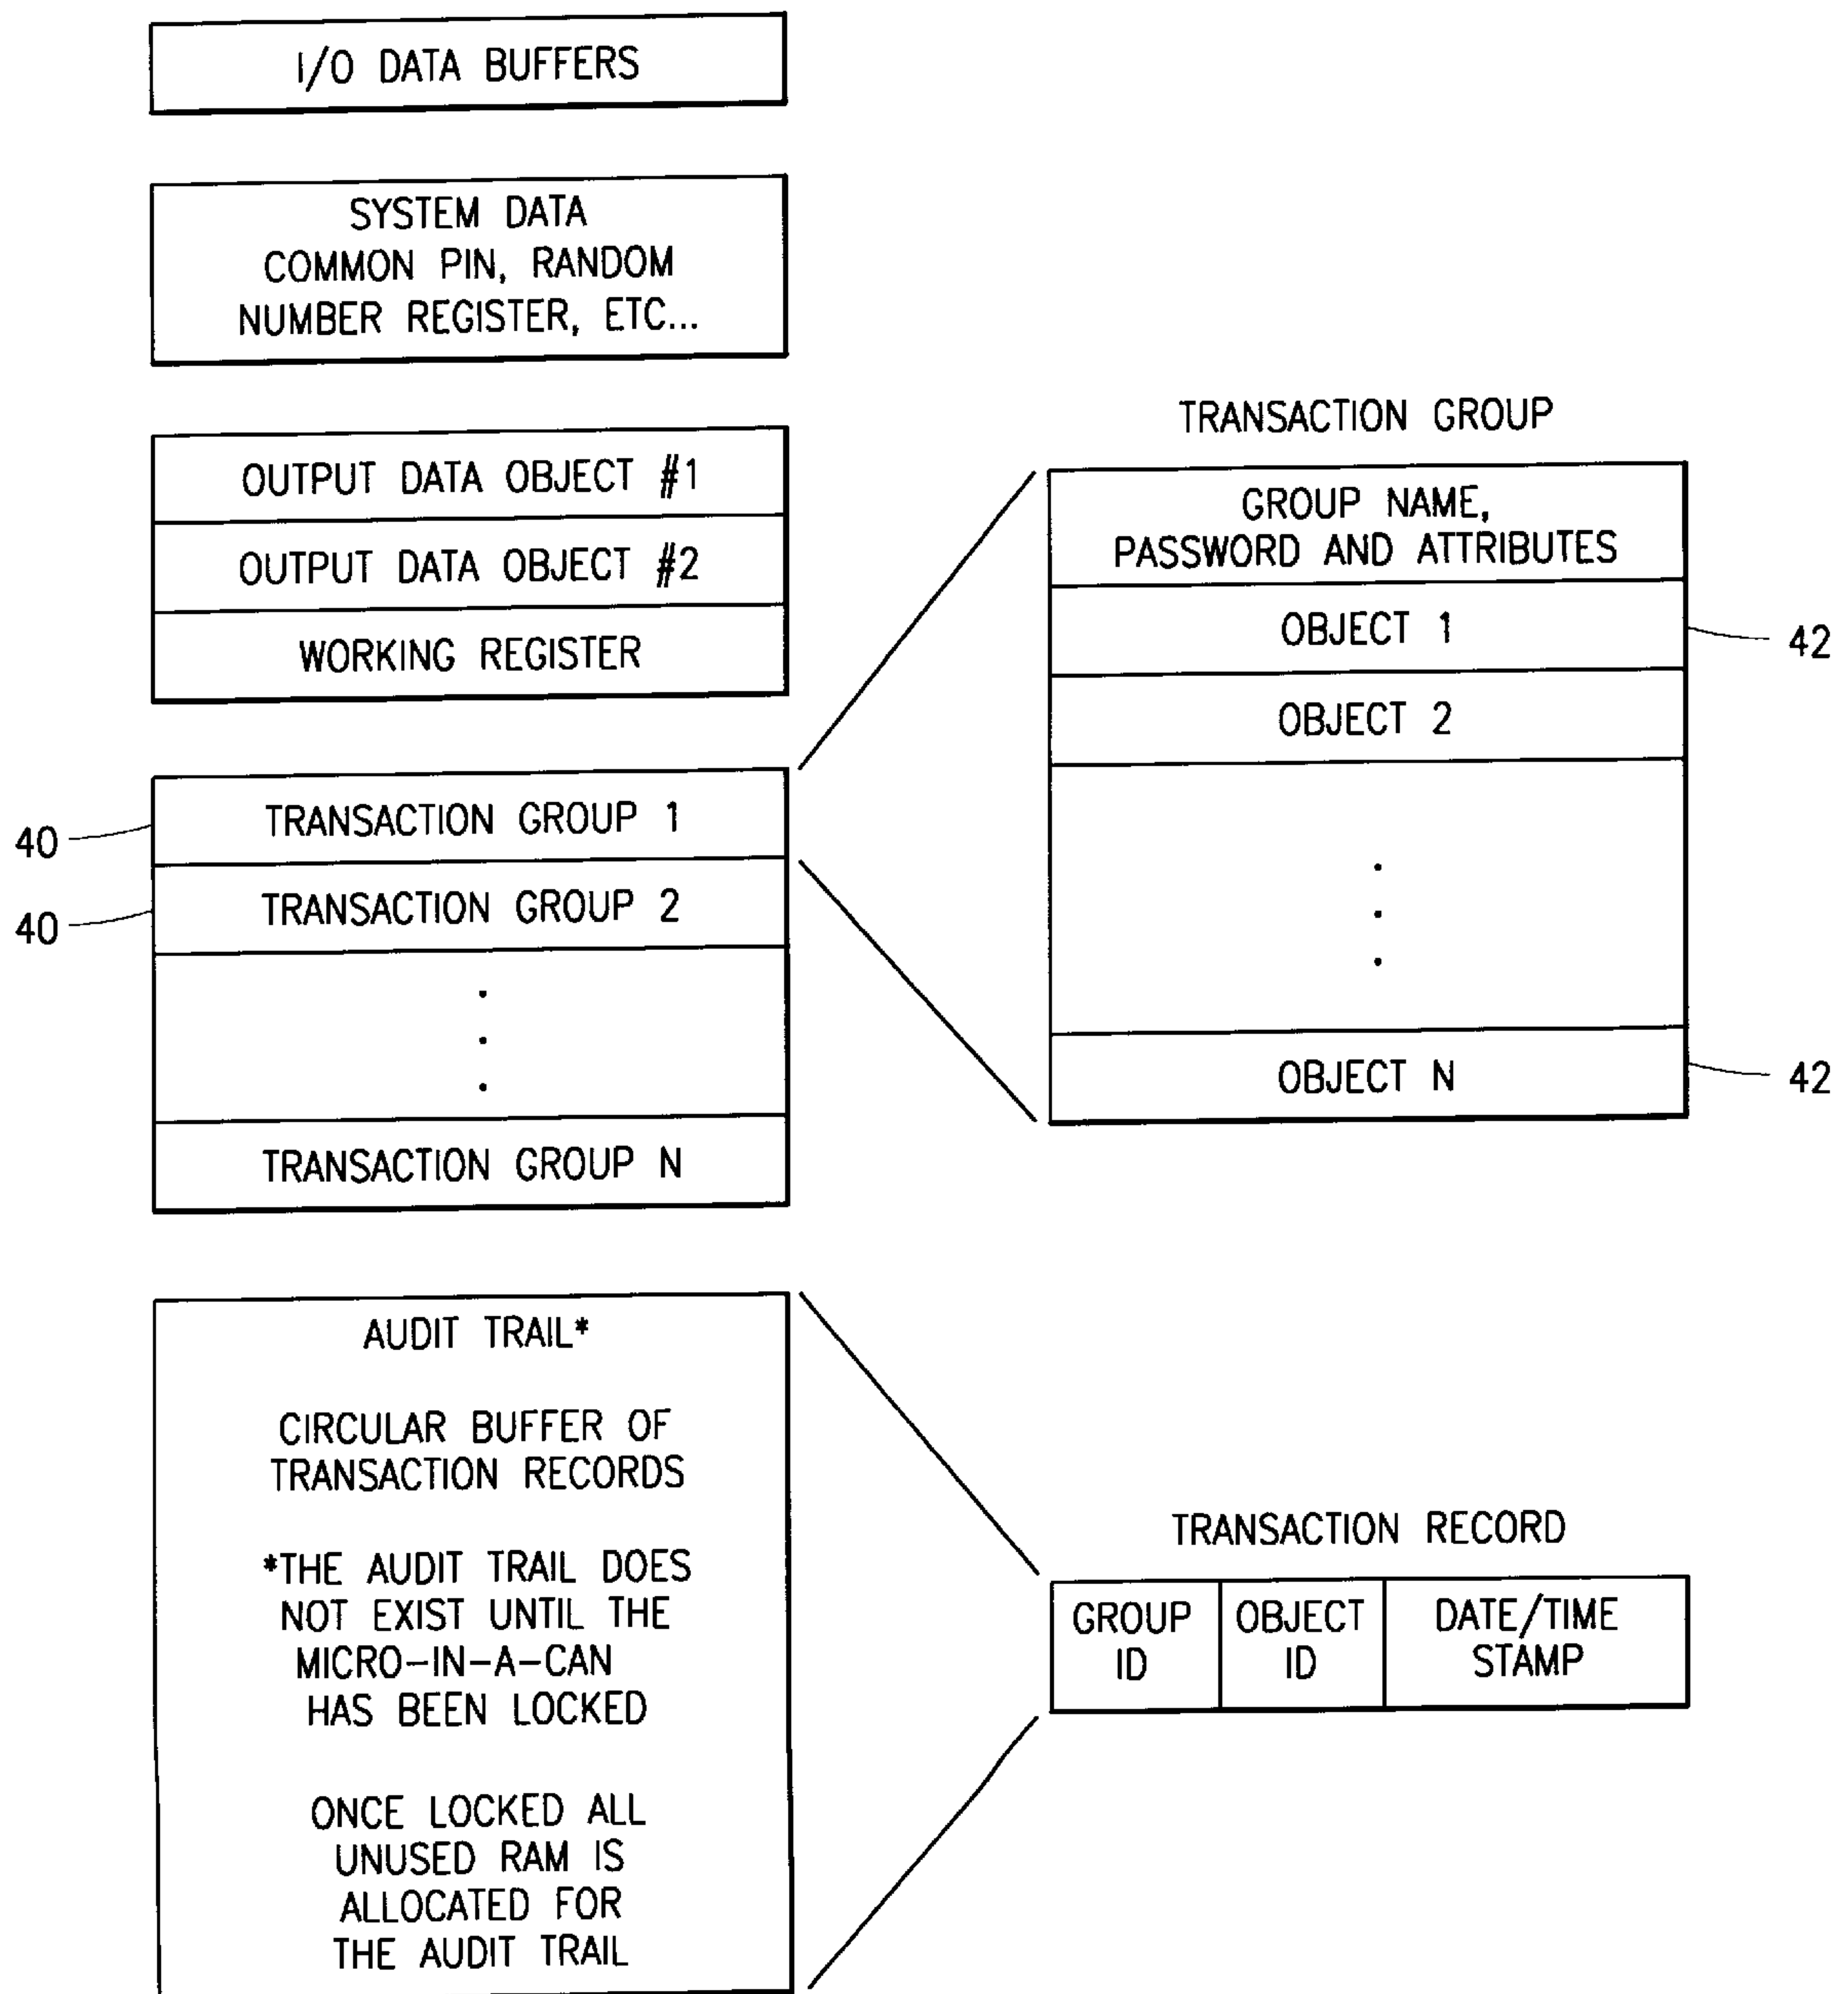 I/O DATA BUFFERS
SYSTEM DATA
COMMON PIN, RANDOM
NUMBER REGISTER, ETC...
OUTPUT DATA OBJECT #1
OUTPUT DATA OBJECT #2
WORKING REGISTER
40
TRANSACTION GROUP 1
40
TRANSACTION GROUP 2
TRANSACTION GROUP N
TRANSACTION GROUP
GROUP NAME,
PASSWORD AND ATTRIBUTES
OBJECT 1
42
OBJECT 2
OBJECT N
42
AUDIT TRAIL*
CIRCULAR BUFFER OF
TRANSACTION RECORDS
*THE AUDIT TRAIL DOES
NOT EXIST UNTIL THE
MICRO-IN-A-CAN
HAS BEEN LOCKED
ONCE LOCKED ALL
UNUSED RAM IS
ALLOCATED FOR
THE AUDIT TRAIL
TRANSACTION RECORD
GROUP
ID
OBJECT
ID
DATE/TIME
STAMP